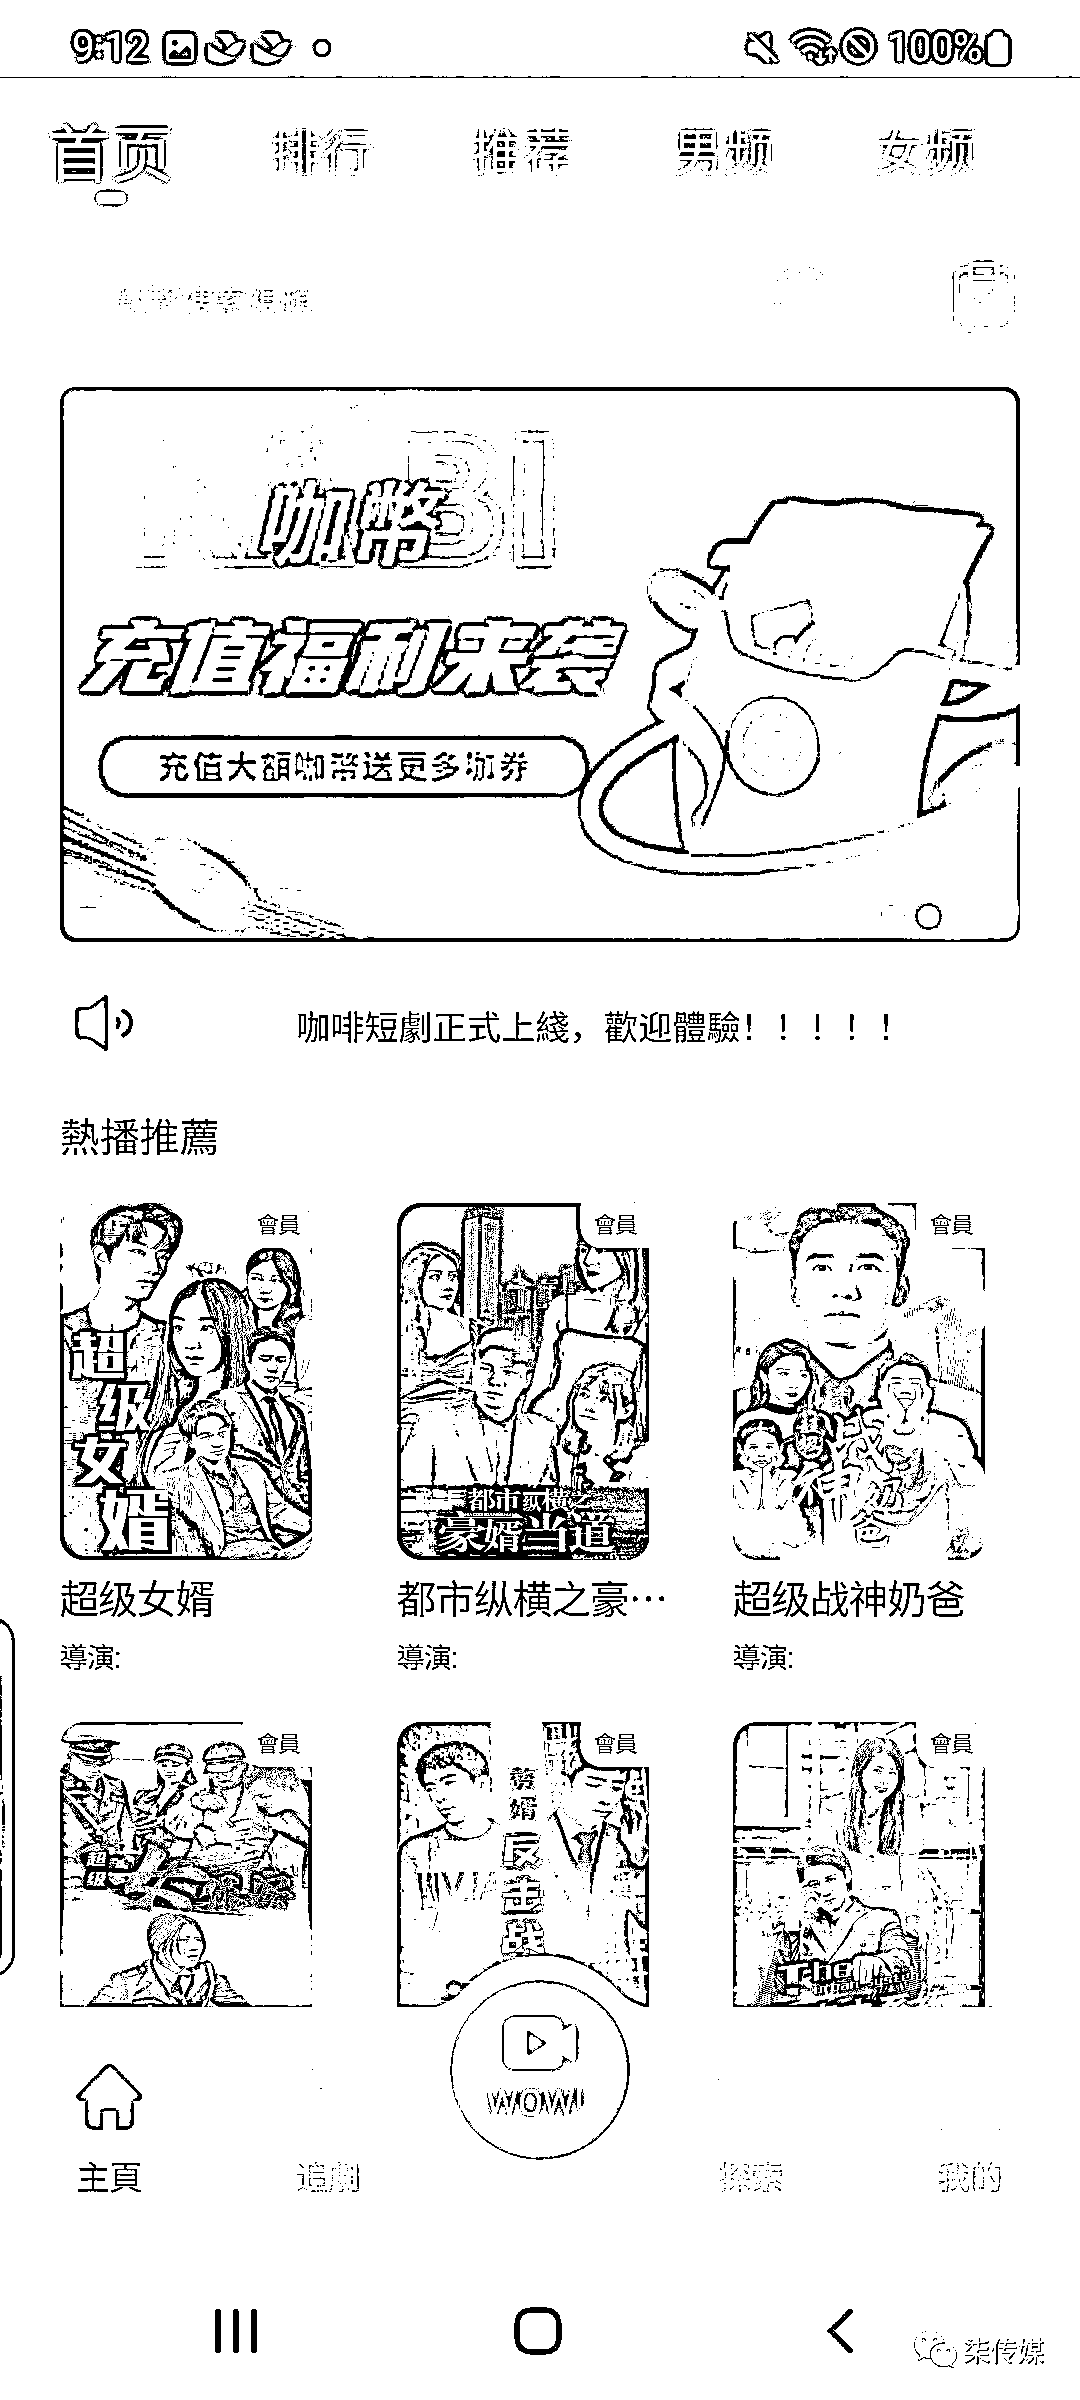 9:12 100%
首页 排行 推荐 男频 女频
搜索
BI
咖幣
充值福利来袭
充值大額咖幣送更多咖券
咖啡短劇正式上綫，歡迎體驗！！！！！
熱播推薦
會員 會員 會員
超级女婿
都市纵横之
豪婿当道
战神奶爸
超级女婿 都市纵横之豪… 超级战神奶爸
導演: 導演: 導演:
會員 會員 會員
超级
婿反击战
The
WOW!
主頁 追劇 探索 我的
柒传媒